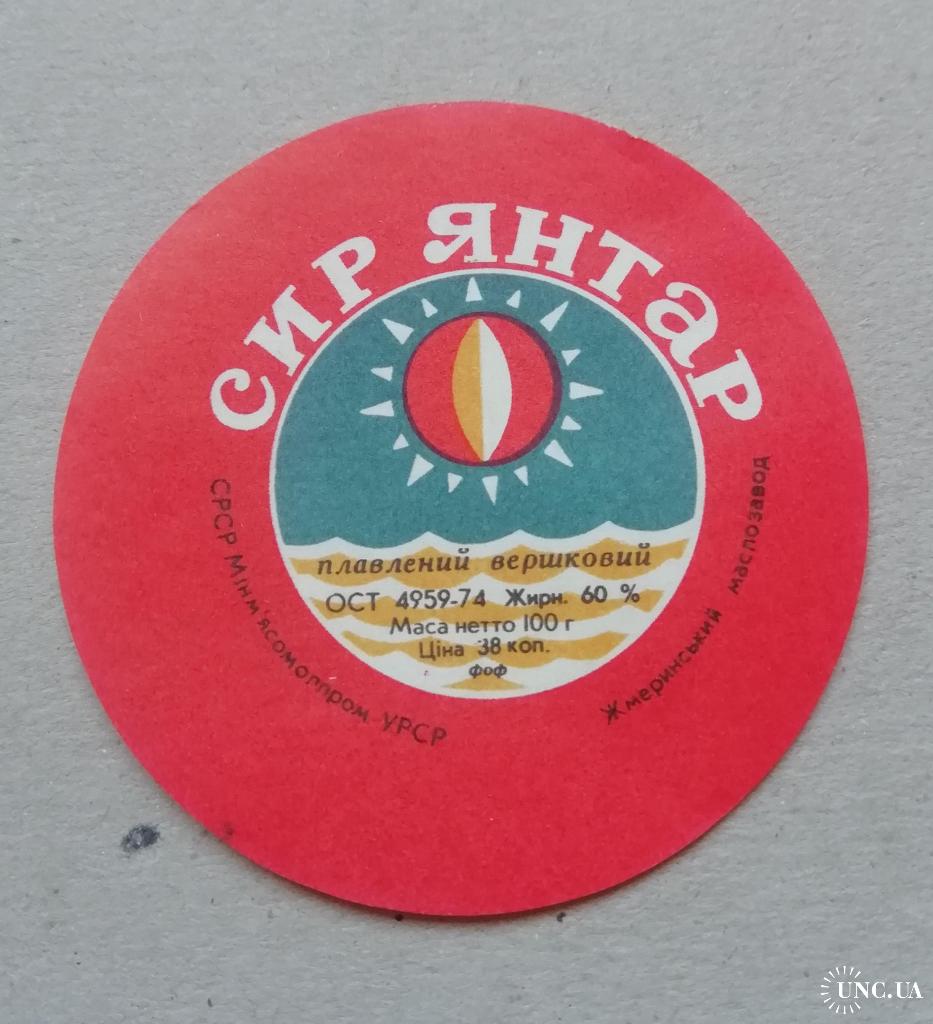 СИР ЯНТаР
плавлений вершковий
ОСТ 4959-74 Жирн. 60 %
Маса нетто 100 г
Ціна 38 коп.
фоф
СРСР Мінм'ясомолпром УРСР
Жмеринський маслозавод
UNC.UA